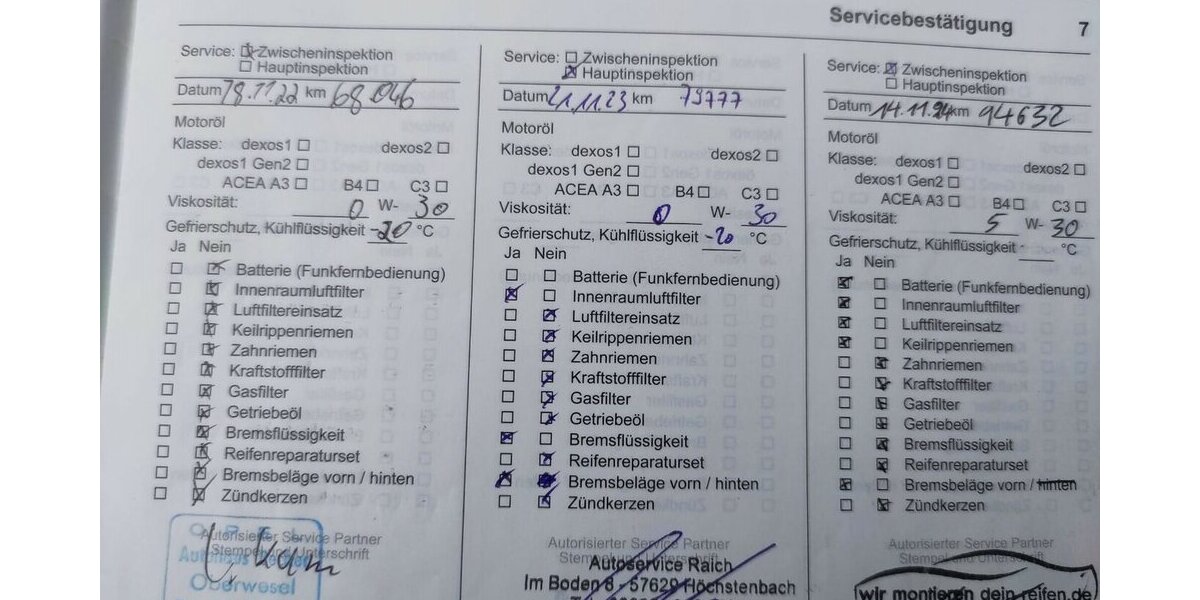 Servicebestätigung 7
Service: Zwischeninspektion
Hauptinspektion
Datum 18.11.22 km 68046
Motoröl
Klasse: dexos1 dexos2
dexos1 Gen2
ACEA A3 B4 C3
Viskosität: 0 W- 30
Gefrierschutz, Kühlflüssigkeit -20 °C
Ja Nein
Batterie (Funkfernbedienung)
Innenraumluftfilter
Luftfiltereinsatz
Keilrippenriemen
Zahnriemen
Kraftstofffilter
Gasfilter
Getriebeöl
Bremsflüssigkeit
Reifenreparaturset
Bremsbeläge vorn / hinten
Zündkerzen
Autorisierter Service Partner
Stempel und Unterschrift
Oberwesel
Service: Zwischeninspektion
Hauptinspektion
Datum 21.11.23 km 79777
Motoröl
Klasse: dexos1 dexos2
dexos1 Gen2
ACEA A3 B4 C3
Viskosität: 0 W- 30
Gefrierschutz, Kühlflüssigkeit -20 °C
Ja Nein
Batterie (Funkfernbedienung)
Innenraumluftfilter
Luftfiltereinsatz
Keilrippenriemen
Zahnriemen
Kraftstofffilter
Gasfilter
Getriebeöl
Bremsflüssigkeit
Reifenreparaturset
Bremsbeläge vorn / hinten
Zündkerzen
Autorisierter Service Partner
Stempel und Unterschrift
Autoservice Raich
Im Boden 8 - 57629 Höchstenbach
Service: Zwischeninspektion
Hauptinspektion
Datum 14.11.24 km 94632
Motoröl
Klasse: dexos1 dexos2
dexos1 Gen2
ACEA A3 B4 C3
Viskosität: 5 W- 30
Gefrierschutz, Kühlflüssigkeit °C
Ja Nein
Batterie (Funkfernbedienung)
Innenraumluftfilter
Luftfiltereinsatz
Keilrippenriemen
Zahnriemen
Kraftstofffilter
Gasfilter
Getriebeöl
Bremsflüssigkeit
Reifenreparaturset
Bremsbeläge vorn / hinten
Zündkerzen
Autorisierter Service Partner
Stempel und Unterschrift
wir montieren dein-reifen.de